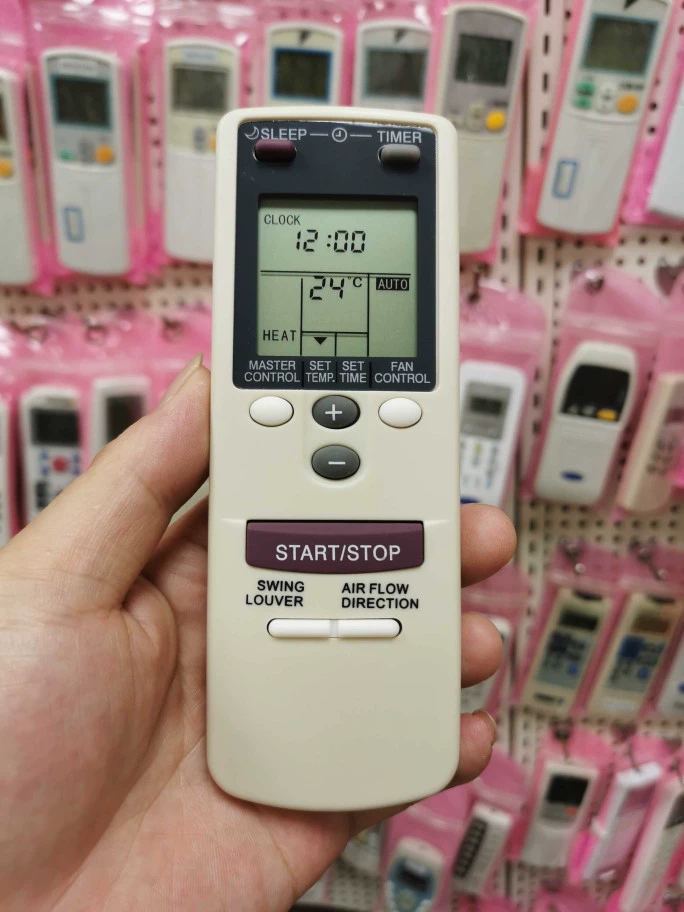 SLEEP
TIMER
CLOCK
12:00
24°C
AUTO
HEAT
MASTER CONTROL
SET TEMP.
SET TIME
FAN CONTROL
+
−
START/STOP
SWING LOUVER
AIR FLOW DIRECTION